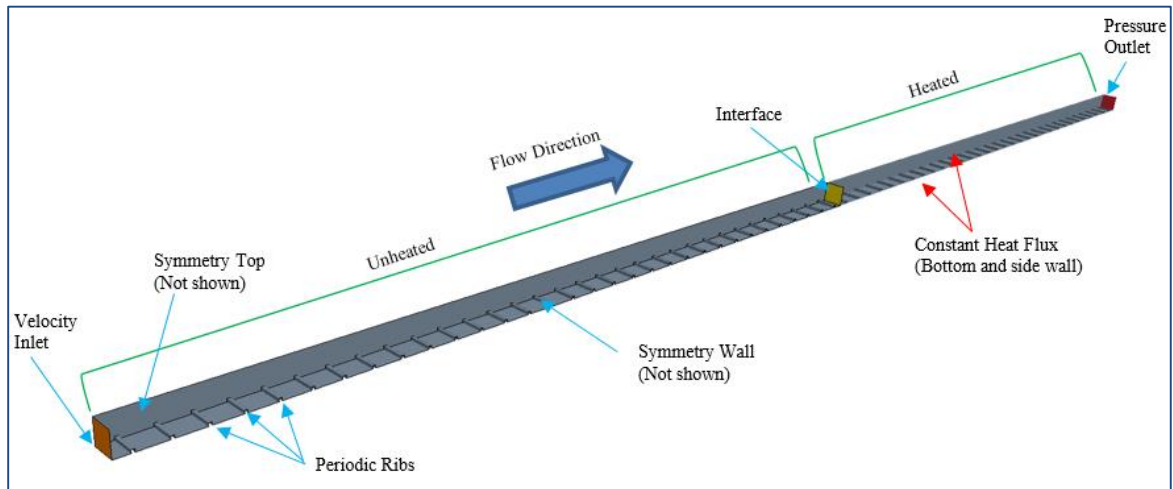 Pressure
Outlet
Heated
Interface
Flow Direction
Unheated
Constant Heat Flux
(Bottom and side wall)
Symmetry Top
(Not shown)
Velocity
Inlet
Symmetry Wall
(Not shown)
Periodic Ribs